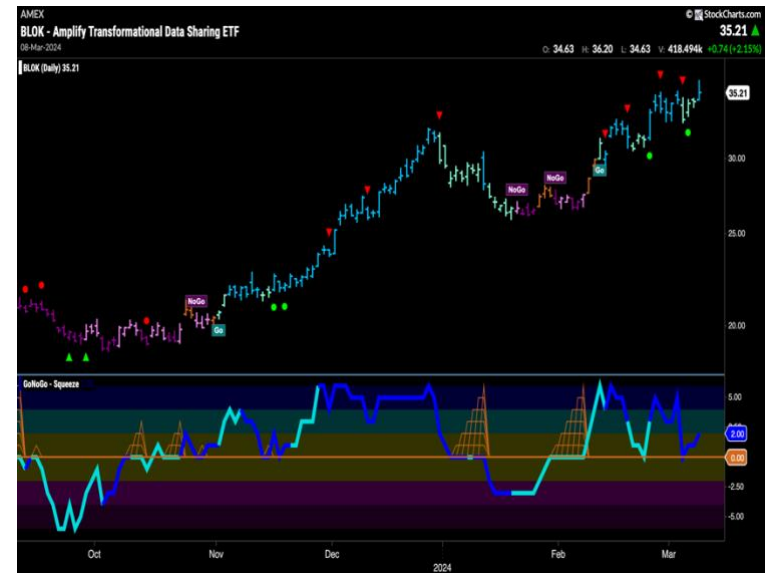 AMEX
© StockCharts.com
BLOK - Amplify Transformational Data Sharing ETF
35.21
08-Mar-2024
O: 34.63 H: 36.20 L: 34.63 V: 418.494k +0.74 (+2.15%)
BLOK (Daily) 35.21
35.21
30.00
Go
NoGo
NoGo
25.00
NoGo
Go
20.00
GoNoGo - Squeeze
5.00
2.00
0.00
-2.50
-5.00
Oct
Nov
Dec
Feb
Mar
2024